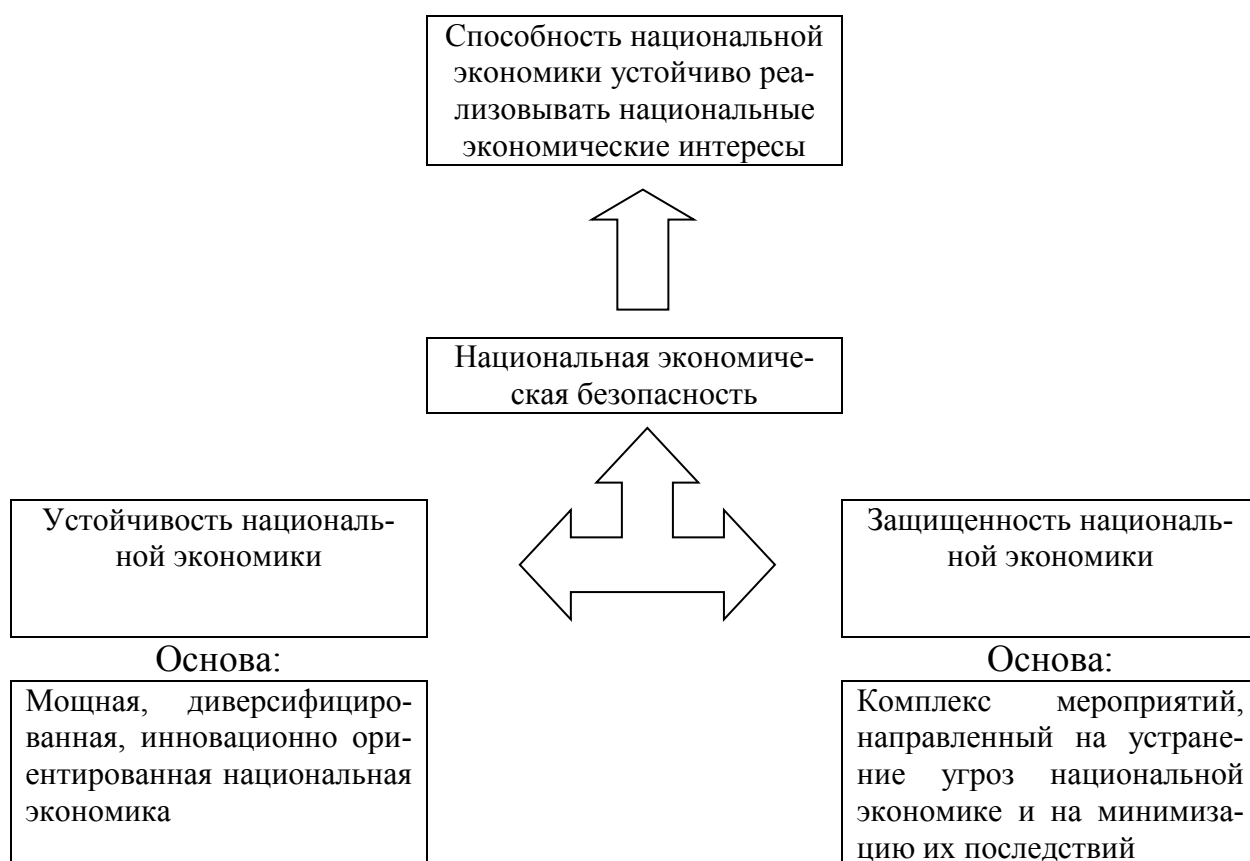 Способность национальной
экономики устойчиво реа-
лизовывать национальные
экономические интересы
Национальная экономиче-
ская безопасность
Устойчивость националь-
ной экономики
Защищенность националь-
ной экономики
Основа:
Основа:
Мощная, диверсифициро-
ванная, инновационно ори-
ентированная национальная
экономика
Комплекс мероприятий,
направленный на устране-
ние угроз национальной
экономике и на минимиза-
цию их последствий